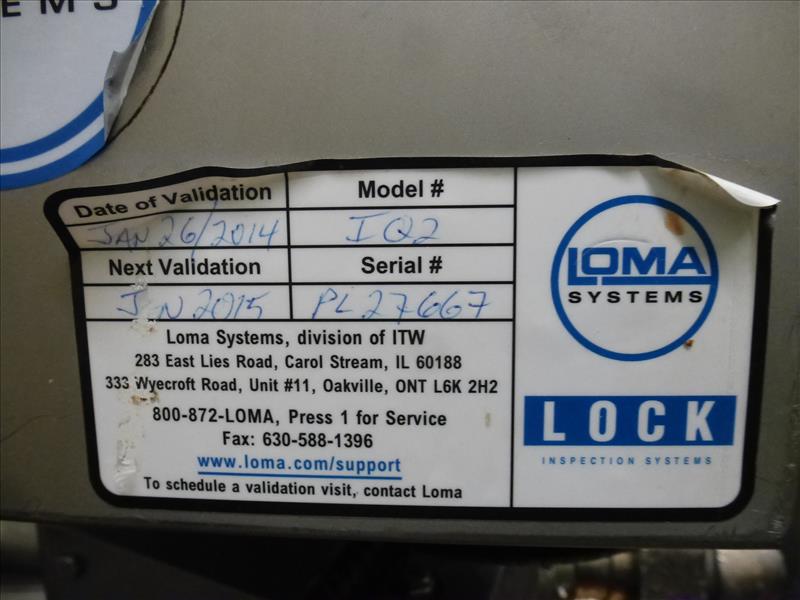 EMS
Date of Validation Model #
JAN 26/2014 IQ2
Next Validation Serial #
2015 PL27667
Loma Systems, division of ITW
283 East Lies Road, Carol Stream, IL 60188
333 Wyecroft Road, Unit #11, Oakville, ONT L6K 2H2
800-872-LOMA, Press 1 for Service
Fax: 630-588-1396
www.loma.com/support
To schedule a validation visit, contact Loma
LOMA
SYSTEMS
LOCK
INSPECTION SYSTEMS